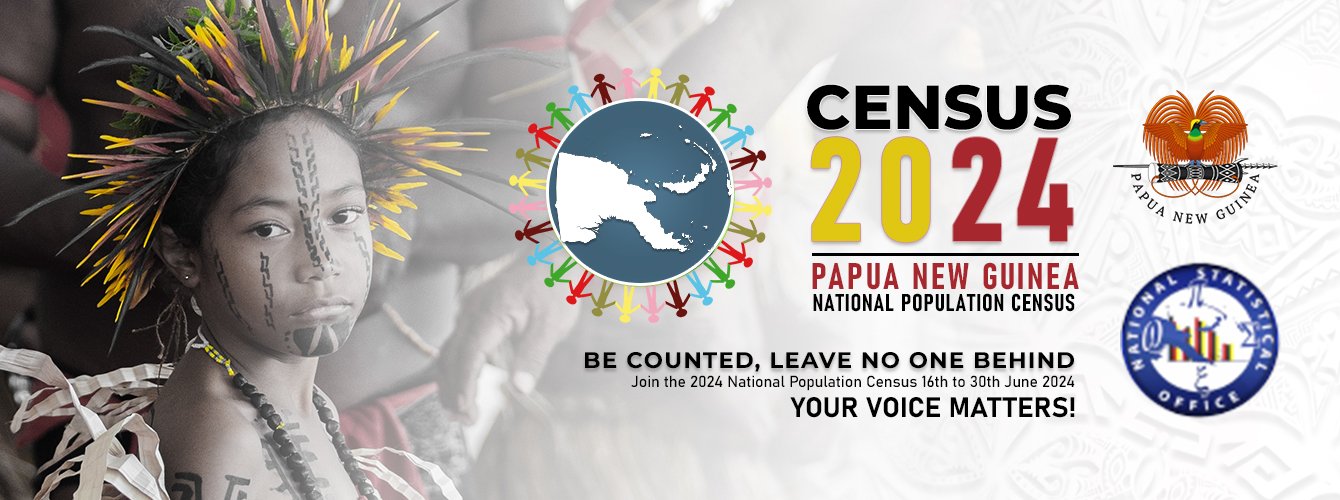 CENSUS
2024
PAPUA NEW GUINEA
NATIONAL POPULATION CENSUS
BE COUNTED, LEAVE NO ONE BEHIND
Join the 2024 National Population Census 16th to 30th June 2024
YOUR VOICE MATTERS!
PAPUA NEW GUINEA
NATIONAL STATISTICAL
OFFICE